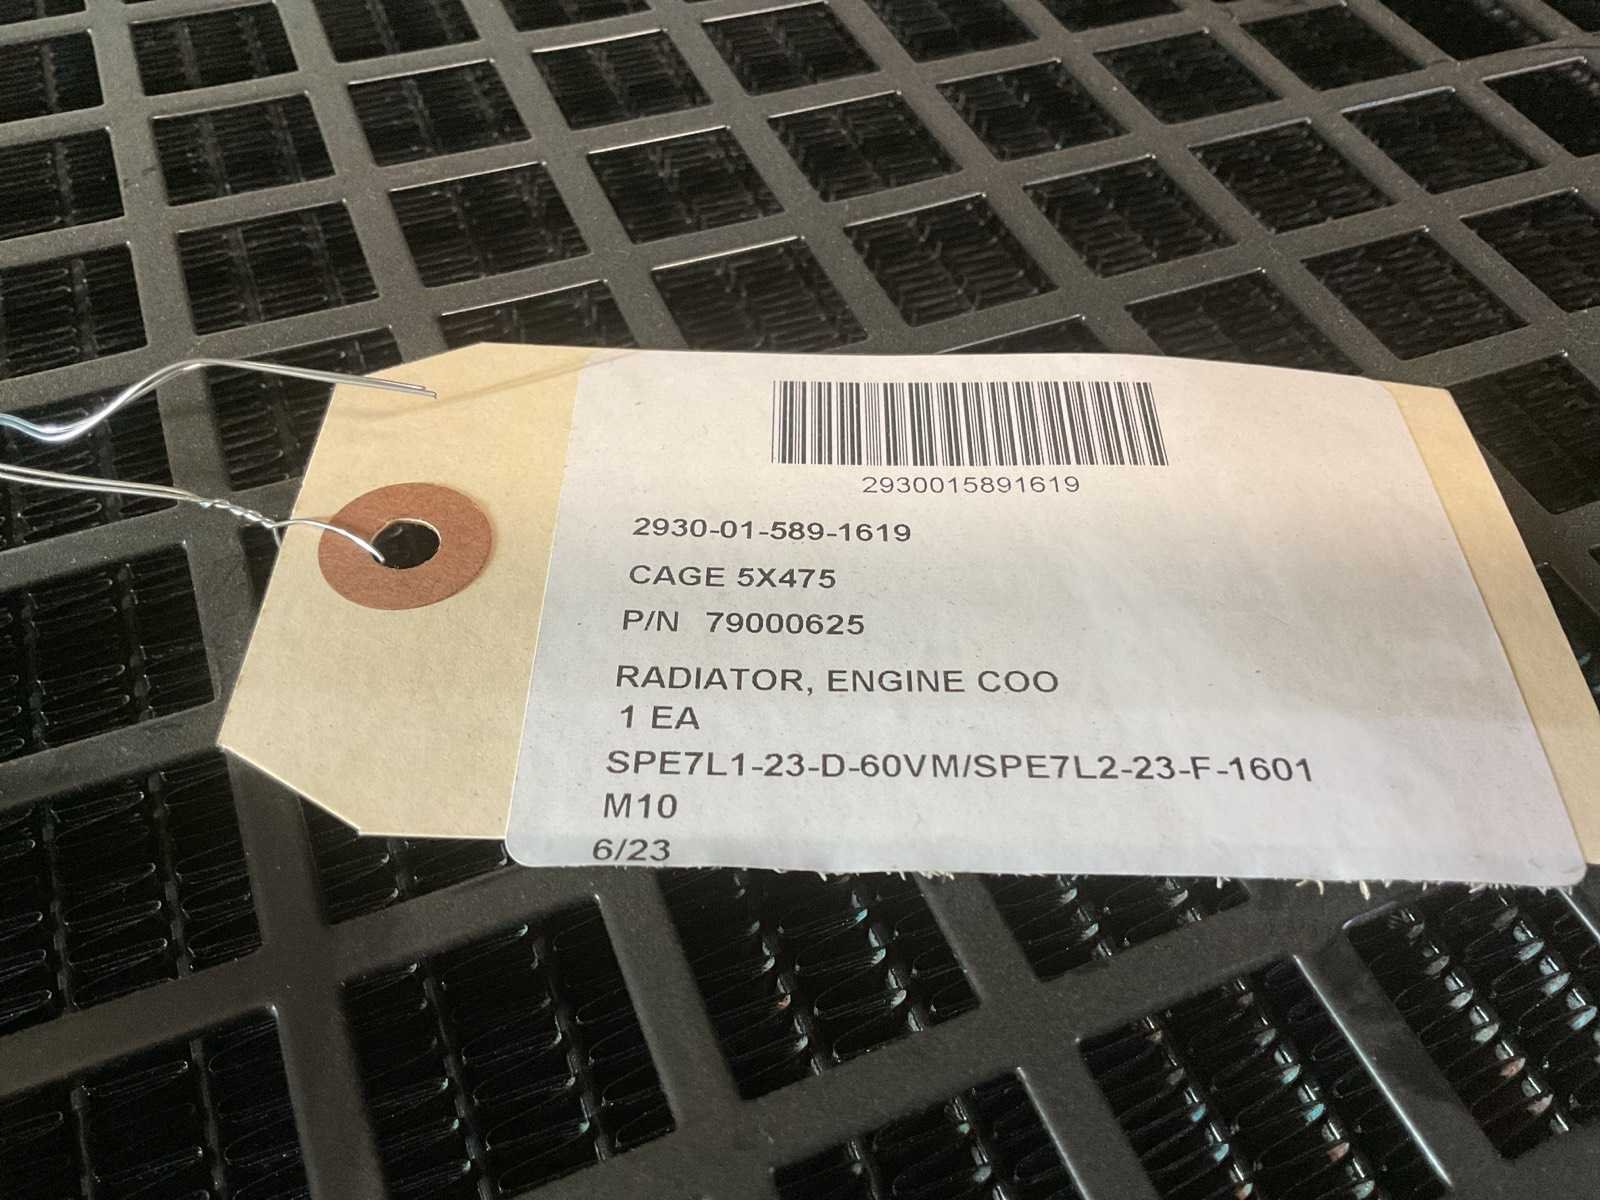 2930015891619
2930-01-589-1619
CAGE 5X475
P/N 79000625
RADIATOR, ENGINE COO
1 EA
SPE7L1-23-D-60VM/SPE7L2-23-F-1601
M10
6/23